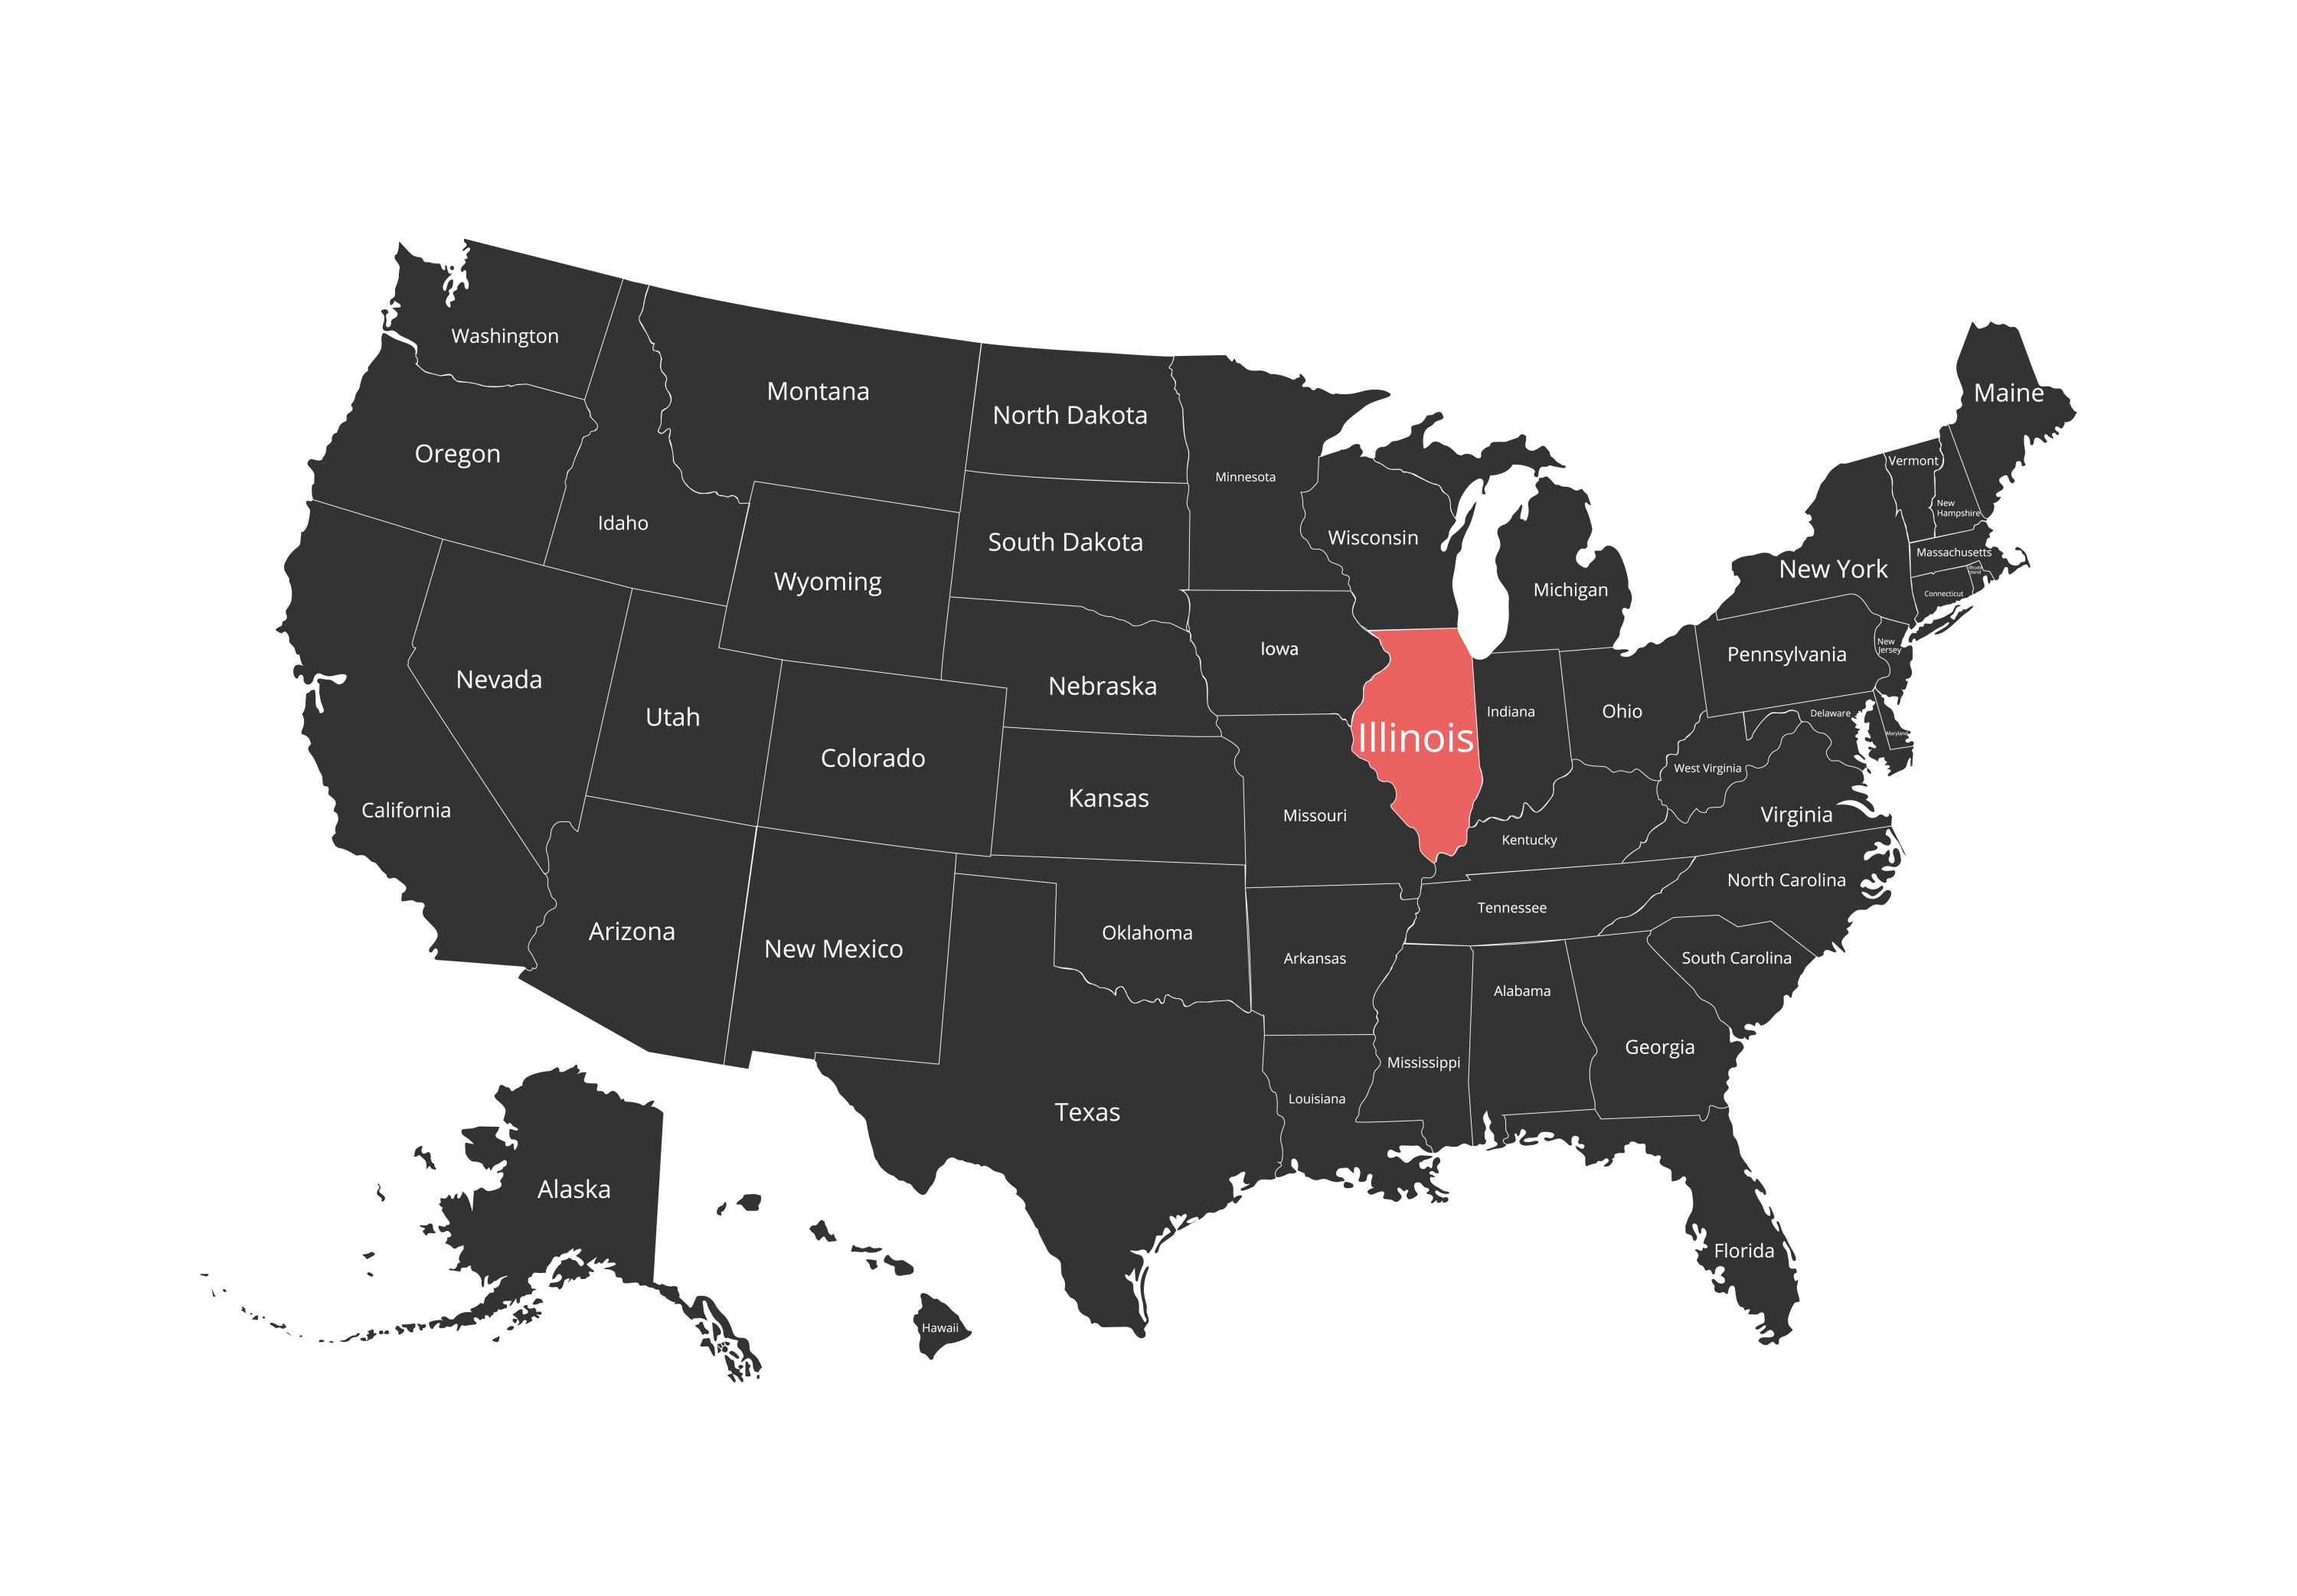 Washington
Montana
North Dakota
Minnesota
Maine
Oregon
Idaho
Vermont
New
Hampshire
South Dakota
Wisconsin
Massachusetts
Wyoming
Michigan
New York
Rhode
Island
Connecticut
Iowa
Pennsylvania
New
Jersey
Nevada
Nebraska
Utah
Illinois
Indiana
Ohio
Delaware
Maryland
Colorado
Kansas
West Virginia
California
Missouri
Virginia
Kentucky
North Carolina
Tennessee
Arizona
New Mexico
Oklahoma
Arkansas
South Carolina
Alabama
Georgia
Mississippi
Texas
Louisiana
Alaska
Florida
Hawaii